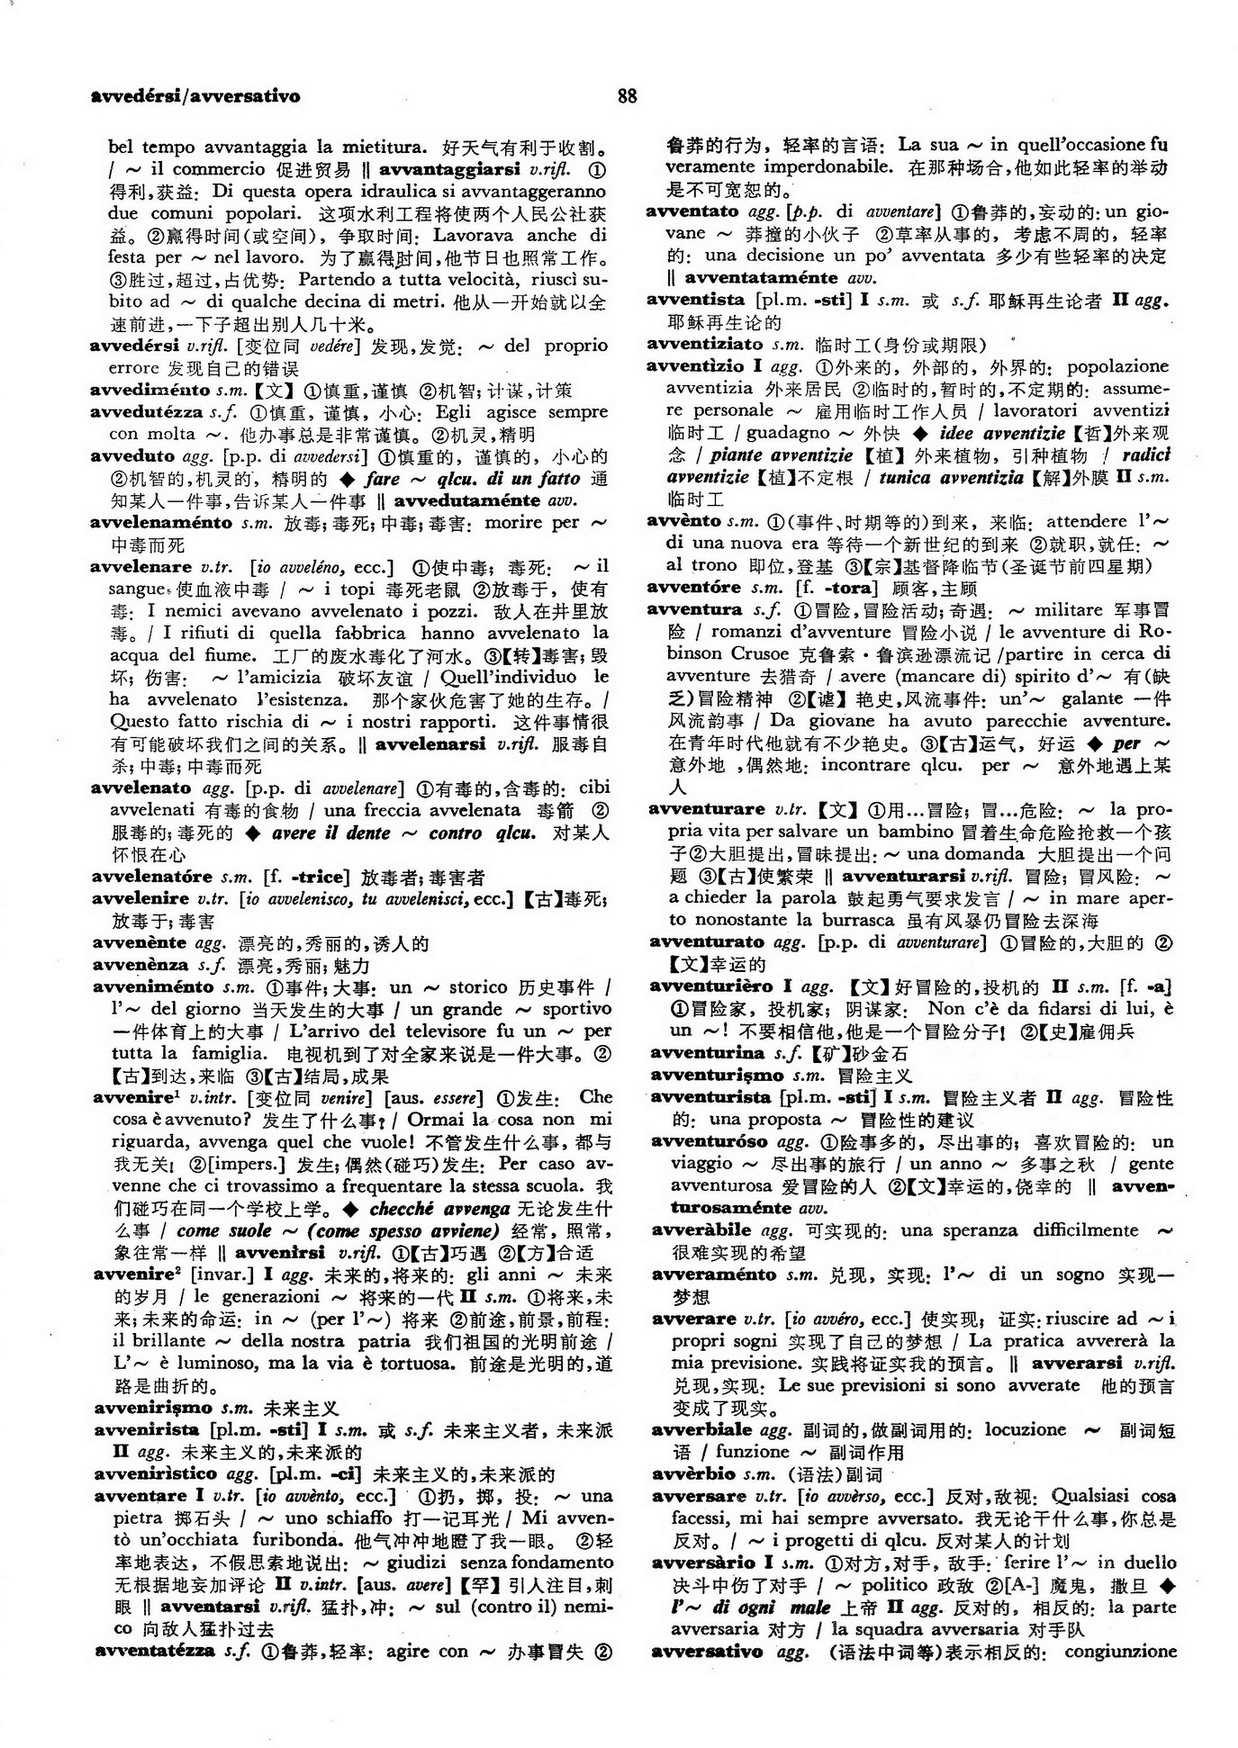 avvedérsi/avversativo
88
bel tempo avvantaggia la mietitura. 好天气有利于收割。
/ ～ il commercio 促进贸易 ‖ avvantaggiarsi v.rifl. ①
得利,获益: Di questa opera idraulica si avvantaggeranno
due comuni popolari. 这项水利工程将使两个人民公社获
益。②赢得时间(或空间), 争取时间: Lavorava anche di
festa per ～ nel lavoro. 为了赢得时间,他节日也照常工作。
③胜过,超过,占优势: Partendo a tutta velocità, riuscì su-
bito ad ～ di qualche decina di metri. 他从一开始就以全
速前进,一下子超出别人几十米。
avvedérsi v.rifl. [变位同 vedére] 发现,发觉: ～ del proprio
errore 发现自己的错误
avvediménto s.m.【文】①慎重,谨慎 ②机智; 计谋,计策
avvedutézza s.f. ①慎重, 谨慎, 小心: Egli agisce sempre
con molta ～. 他办事总是非常谨慎。②机灵,精明
avveduto agg. [p.p. di avvedersi] ①慎重的, 谨慎的, 小心的
②机智的,机灵的, 精明的 ◆ fare ～ qlcu. di un fatto 通
知某人一件事,告诉某人一件事 ‖ avvedutaménte avv.
avvelenaménto s.m. 放毒; 毒死; 中毒; 毒害: morire per ～
中毒而死
avvelenare v.tr. [io avveléno, ecc.] ①使中毒; 毒死: ～ il
sangue 使血液中毒 / ～ i topi 毒死老鼠 ②放毒于, 使有
毒: I nemici avevano avvelenato i pozzi. 敌人在井里放
毒。/ I rifiuti di quella fabbrica hanno avvelenato la
acqua del fiume. 工厂的废水毒化了河水。③【转】毒害; 毁
坏; 伤害: ～ l'amicizia 破坏友谊 / Quell'individuo le
ha avvelenato l'esistenza. 那个家伙危害了她的生存。/
Questo fatto rischia di ～ i nostri rapporti. 这件事情很
有可能破坏我们之间的关系。‖ avvelenarsi v.rifl. 服毒自
杀; 中毒; 中毒而死
avvelenato agg. [p.p. di avvelenare] ①有毒的,含毒的: cibi
avvelenati 有毒的食物 / una freccia avvelenata 毒箭 ②
服毒的; 毒死的 ◆ avere il dente ～ contro qlcu. 对某人
怀恨在心
avvelenatóre s.m. [f. -trice] 放毒者; 毒害者
avvelenire v.tr. [io avvelenisco, tu avvelenisci, ecc.]【古】毒死;
放毒于; 毒害
avvenènte agg. 漂亮的,秀丽的,诱人的
avvenènza s.f. 漂亮,秀丽; 魅力
avveniménto s.m. ①事件; 大事: un ～ storico 历史事件 /
l'～ del giorno 当天发生的大事 / un grande ～ sportivo
一件体育上的大事 / L'arrivo del televisore fu un ～ per
tutta la famiglia. 电视机到了对全家来说是一件大事。②
【古】到达,来临 ③【古】结局,成果
avvenire¹ v.intr. [变位同 venire] [aus. essere] ①发生: Che
cosa è avvenuto? 发生了什么事? / Ormai la cosa non mi
riguarda, avvenga quel che vuole! 不管发生什么事, 都与
我无关! ②[impers.] 发生; 偶然(碰巧)发生: Per caso av-
venne che ci trovassimo a frequentare la stessa scuola. 我
们碰巧在同一个学校上学。◆ checché avvenga 无论发生什
么事 / come suole ～ (come spesso avviene) 经常, 照常,
象往常一样 ‖ avvenirsi v.rifl. ①【古】巧遇 ②【方】合适
avvenire² [invar.] I agg. 未来的,将来的: gli anni ～ 未来
的岁月 / le generazioni ～ 将来的一代 II s.m. ①将来,未
来; 未来的命运: in ～ (per l'～) 将来 ②前途,前景,前程:
il brillante ～ della nostra patria 我们祖国的光明前途 /
L'～ è luminoso, ma la via è tortuosa. 前途是光明的,道
路是曲折的。
avvenirişmo s.m. 未来主义
avvenirista [pl.m. -sti] I s.m. 或 s.f. 未来主义者, 未来派
II agg. 未来主义的,未来派的
avvenirìstico agg. [pl.m. -ci] 未来主义的,未来派的
avventare I v.tr. [io avvènto, ecc.] ①扔, 掷, 投: ～ una
pietra 掷石头 / ～ uno schiaffo 打一记耳光 / Mi avven-
tò un'occhiata furibonda. 他气冲冲地瞪了我一眼。 ②轻
率地表达, 不假思索地说出: ～ giudizi senza fondamento
无根据地妄加评论 II v.intr. [aus. avere]【罕】引人注目,刺
眼 ‖ avventarsi v.rifl. 猛扑,冲: ～ sul (contro il) nemi-
co 向敌人猛扑过去
avventatézza s.f. ①鲁莽,轻率: agire con ～ 办事冒失 ②
鲁莽的行为, 轻率的言语: La sua ～ in quell'occasione fu
veramente imperdonabile. 在那种场合,他如此轻率的举动
是不可宽恕的。
avventato agg. [p.p. di avventare] ①鲁莽的,妄动的: un gio-
vane ～ 莽撞的小伙子 ②草率从事的, 考虑不周的, 轻率
的: una decisione un po' avventata 多少有些轻率的决定
‖ avventataménte avv.
avventista [pl.m. -sti] I s.m. 或 s.f. 耶稣再生论者 II agg.
耶稣再生论的
avventiziato s.m. 临时工(身份或期限)
avventìzio I agg. ①外来的, 外部的, 外界的: popolazione
avventizia 外来居民 ②临时的,暂时的,不定期的: assume-
re personale ～ 雇用临时工作人员 / lavoratori avventizi
临时工 / guadagno ～ 外快 ◆ idee avventizie【哲】外来观
念 / piante avventizie【植】外来植物, 引种植物 / radici
avventizie【植】不定根 / tunica avventizia【解】外膜 II s.m.
临时工
avvènto s.m. ①(事件、时期等的)到来, 来临: attendere l'～
di una nuova era 等待一个新世纪的到来 ②就职,就任: ～
al trono 即位,登基 ③【宗】基督降临节(圣诞节前四星期)
avventóre s.m. [f. -tora] 顾客,主顾
avventura s.f. ①冒险,冒险活动; 奇遇: ～ militare 军事冒
险 / romanzi d'avventure 冒险小说 / le avventure di Ro-
binson Crusoe 克鲁索·鲁滨逊漂流记 /partire in cerca di
avventure 去猎奇 / avere (mancare di) spirito d'～ 有(缺
乏)冒险精神 ②【谑】艳史,风流事件: un'～ galante 一件
风流韵事 / Da giovane ha avuto parecchie avventure.
在青年时代他就有不少艳史。③【古】运气, 好运 ◆ per ～
意外地 ,偶然地: incontrare qlcu. per ～ 意外地遇上某
人
avventurare v.tr.【文】①用…冒险; 冒…危险: ～ la pro-
pria vita per salvare un bambino 冒着生命危险抢救一个孩
子②大胆提出,冒昧提出: ～ una domanda 大胆提出一个问
题 ③【古】使繁荣 ‖ avventurarsi v.rifl. 冒险; 冒风险: ～
a chieder la parola 鼓起勇气要求发言 / ～ in mare aper-
to nonostante la burrasca 虽有风暴仍冒险去深海
avventurato agg. [p.p. di avventurare] ①冒险的,大胆的 ②
【文】幸运的
avventurièro I agg.【文】好冒险的,投机的 II s.m. [f. -a]
①冒险家, 投机家; 阴谋家: Non c'è da fidarsi di lui, è
un ～! 不要相信他,他是一个冒险分子! ②【史】雇佣兵
avventurina s.f.【矿】砂金石
avventurişmo s.m. 冒险主义
avventurista [pl.m. -sti] I s.m. 冒险主义者 II agg. 冒险性
的: una proposta ～ 冒险性的建议
avventuróso agg. ①险事多的, 尽出事的; 喜欢冒险的: un
viaggio ～ 尽出事的旅行 / un anno ～ 多事之秋 / gente
avventurosa 爱冒险的人 ②【文】幸运的,侥幸的 ‖ avven-
turosaménte avv.
avveràbile agg. 可实现的: una speranza difficilmente ～
很难实现的希望
avveraménto s.m. 兑现, 实现: l'～ di un sogno 实现一
梦想
avverare v.tr. [io avvéro, ecc.] 使实现; 证实: riuscire ad ～ i
propri sogni 实现了自己的梦想 / La pratica avvererà la
mia previsione. 实践将证实我的预言。‖ avverarsi v.rifl.
兑现,实现: Le sue previsioni si sono avverate 他的预言
变成了现实。
avverbiale agg. 副词的,做副词用的: locuzione ～ 副词短
语 / funzione ～ 副词作用
avvèrbio s.m. (语法)副词
avversare v.tr. [io avvèrso, ecc.] 反对,敌视: Qualsiasi cosa
facessi, mi hai sempre avversato. 我无论干什么事,你总是
反对。/ ～ i progetti di qlcu. 反对某人的计划
avversàrio I s.m. ①对方,对手, 敌手: ferire l'～ in duello
决斗中伤了对手 / ～ politico 政敌 ②[A-] 魔鬼, 撒旦 ◆
l'～ di ogni male 上帝 II agg. 反对的, 相反的: la parte
avversaria 对方 / la squadra avversaria 对手队
avversativo agg. (语法中词等)表示相反的: congiunzione